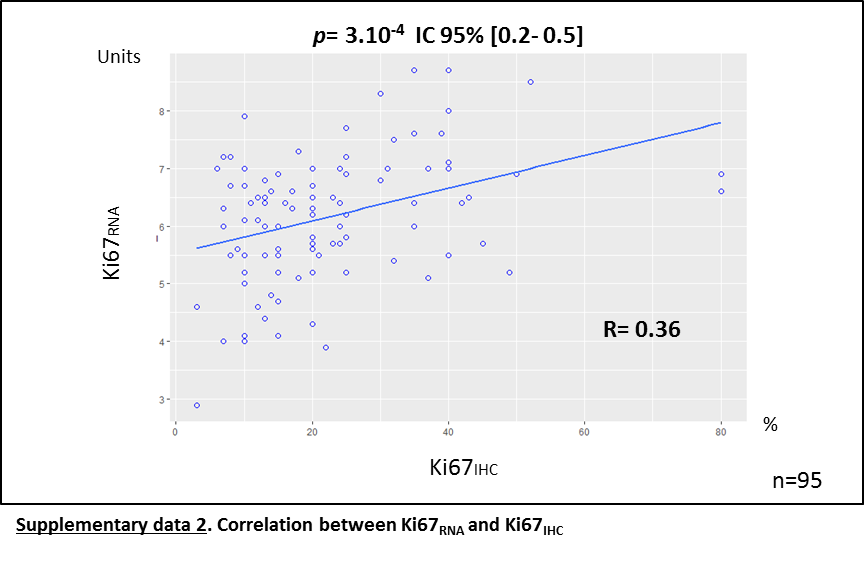 p= 3.10-4 IC 95% [0.2- 0.5]
Units
8
7
6
5
4
3
Ki67RNA
R= 0.36
0
20
40
60
80
%
Ki67IHC
n=95
Supplementary data 2. Correlation between Ki67RNA and Ki67IHC